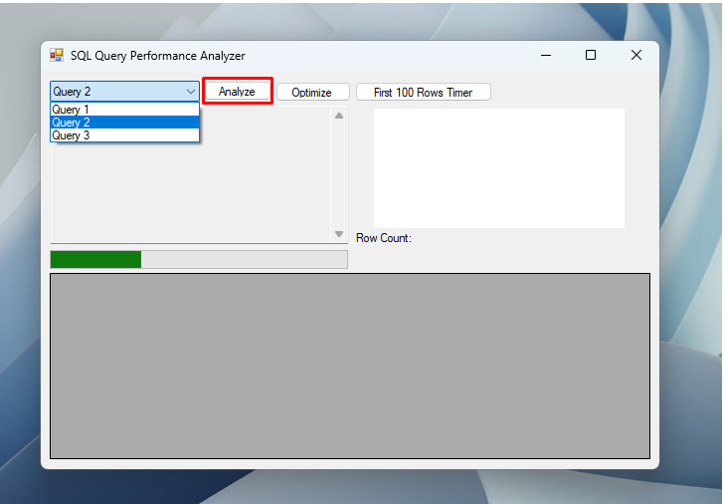 SQL Query Performance Analyzer
Query 2
Analyze
Optimize
First 100 Rows Timer
Query 1
Query 2
Query 3
Row Count: